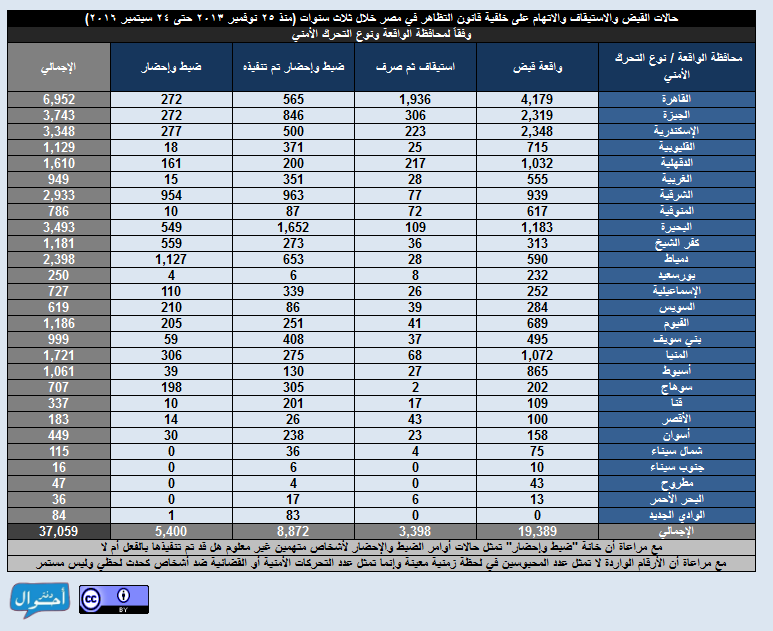 حالات القبض والاستيقاف والاتهام على خلفية قانون التظاهر في مصر خلال ثلاث سنوات (منذ ٢٥ نوفمبر ٢٠١٣ حتى ٢٤ سبتمبر ٢٠١٦)
وفقاً لمحافظة الواقعة ونوع التحرك الأمني
محافظة الواقعة / نوع التحرك الأمني واقعة قبض استيقاف ثم صرف ضبط وإحضار تم تنفيذه ضبط وإحضار الإجمالي
القاهرة 4,179 1,936 565 272 6,952
الجيزة 2,319 306 846 272 3,743
الإسكندرية 2,348 223 500 277 3,348
القليوبية 715 25 371 18 1,129
الدقهلية 1,032 217 200 161 1,610
الغربية 555 28 351 15 949
الشرقية 939 77 963 954 2,933
المنوفية 617 72 87 10 786
البحيرة 1,183 109 1,652 549 3,493
كفر الشيخ 313 36 273 559 1,181
دمياط 590 28 653 1,127 2,398
بورسعيد 232 8 6 4 250
الإسماعيلية 252 26 339 110 727
السويس 284 39 86 210 619
الفيوم 689 41 251 205 1,186
بني سويف 495 37 408 59 999
المنيا 1,072 68 275 306 1,721
أسيوط 865 27 130 39 1,061
سوهاج 202 2 305 198 707
قنا 109 17 201 10 337
الأقصر 100 43 26 14 183
أسوان 158 23 238 30 449
شمال سيناء 75 4 36 0 115
جنوب سيناء 10 0 6 0 16
مطروح 43 0 4 0 47
البحر الأحمر 13 6 17 0 36
الوادي الجديد 0 0 83 1 84
الإجمالي 19,389 3,398 8,872 5,400 37,059
مع مراعاة أن خانة "ضبط وإحضار" تمثل حالات أوامر الضبط والإحضار لأشخاص متهمين غير معلوم هل قد تم تنفيذها بالفعل أم لا
مع مراعاة أن الأرقام الواردة لا تمثل عدد المحبوسين في لحظة زمنية معينة وإنما تمثل عدد التحركات الأمنية أو القضائية ضد أشخاص كحدث لحظي وليس مستمر
دفتر أحوال
cc BY